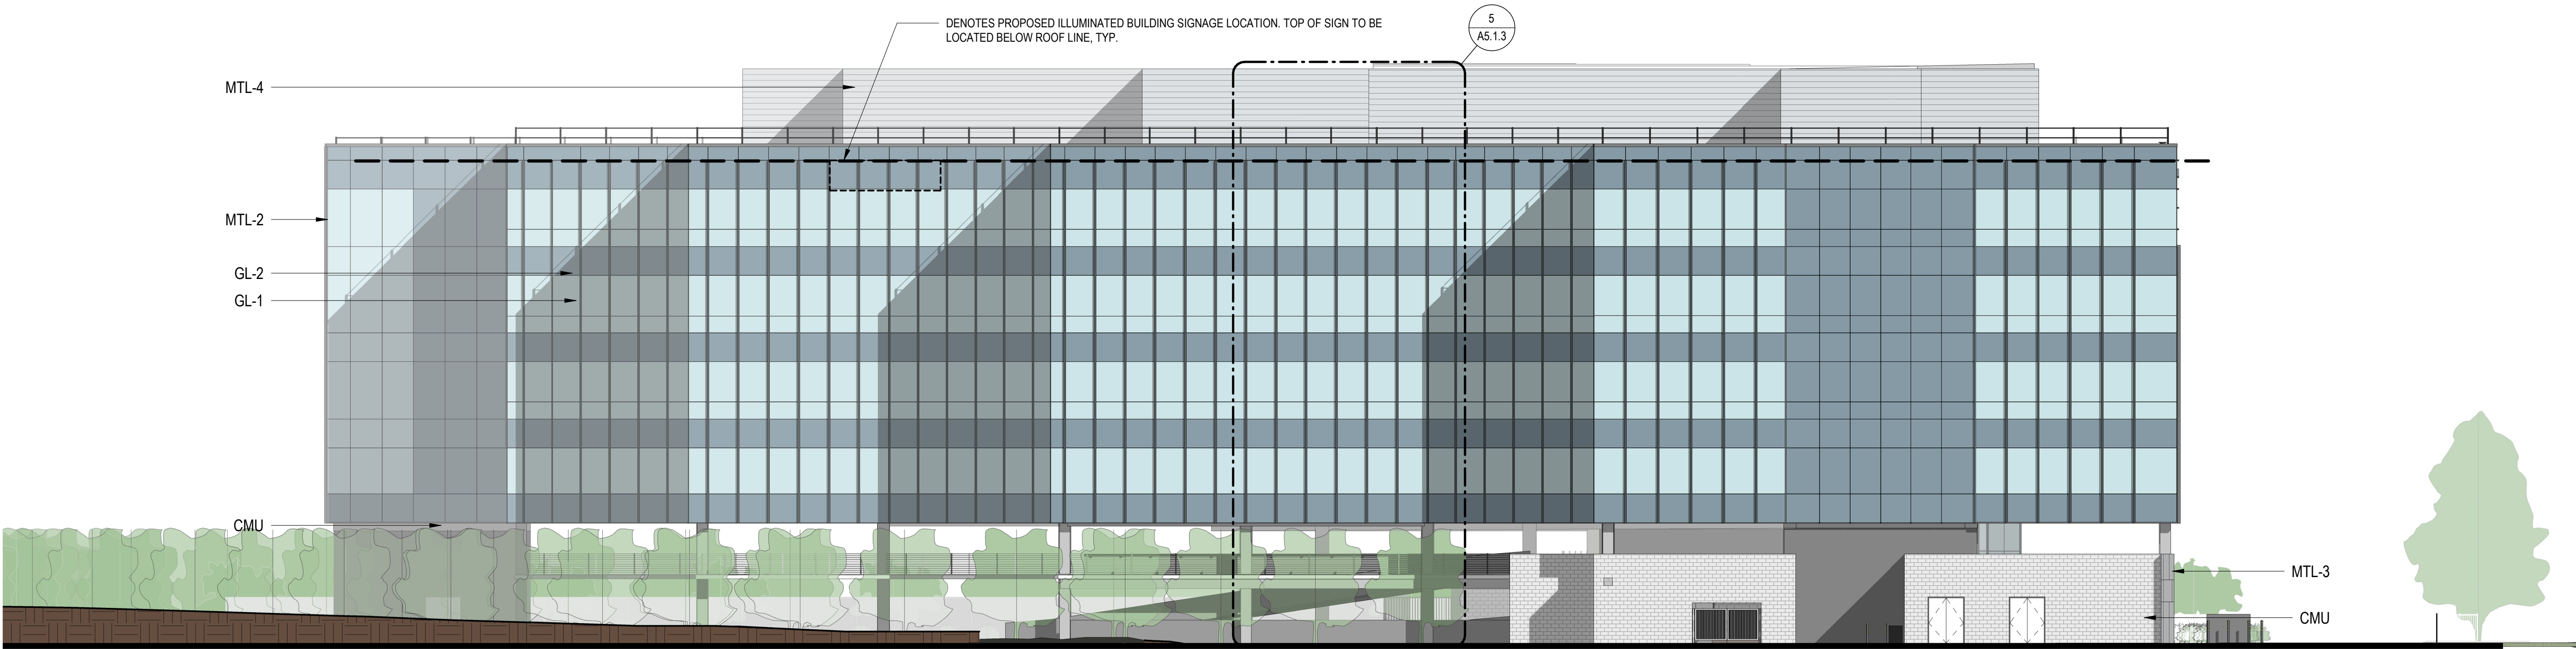 DENOTES PROPOSED ILLUMINATED BUILDING SIGNAGE LOCATION. TOP OF SIGN TO BE
LOCATED BELOW ROOF LINE, TYP.
5
A5.1.3
MTL-4
MTL-2
GL-2
GL-1
CMU
MTL-3
CMU